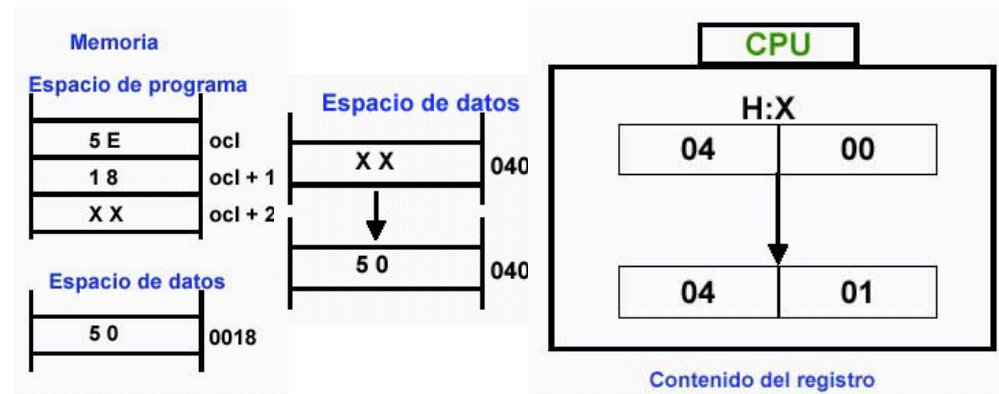 Memoria
Espacio de programa
5 E ocl
1 8 ocl + 1
X X ocl + 2
Espacio de datos
5 0 0018
Espacio de datos
X X 040
5 0 040
CPU
H:X
04 00
04 01
Contenido del registro